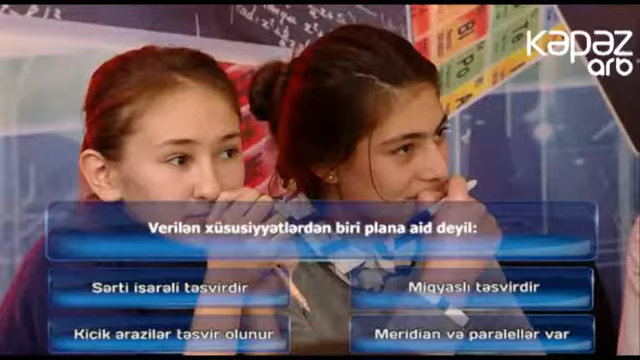 kəpəz
arb
Verilən xüsusiyyətlərdən biri plana aid deyil:
Şərti işarəli təsvirdir
Miqyaslı təsvirdir
Kiçik ərazilər təsvir olunur
Meridian və paralellər var